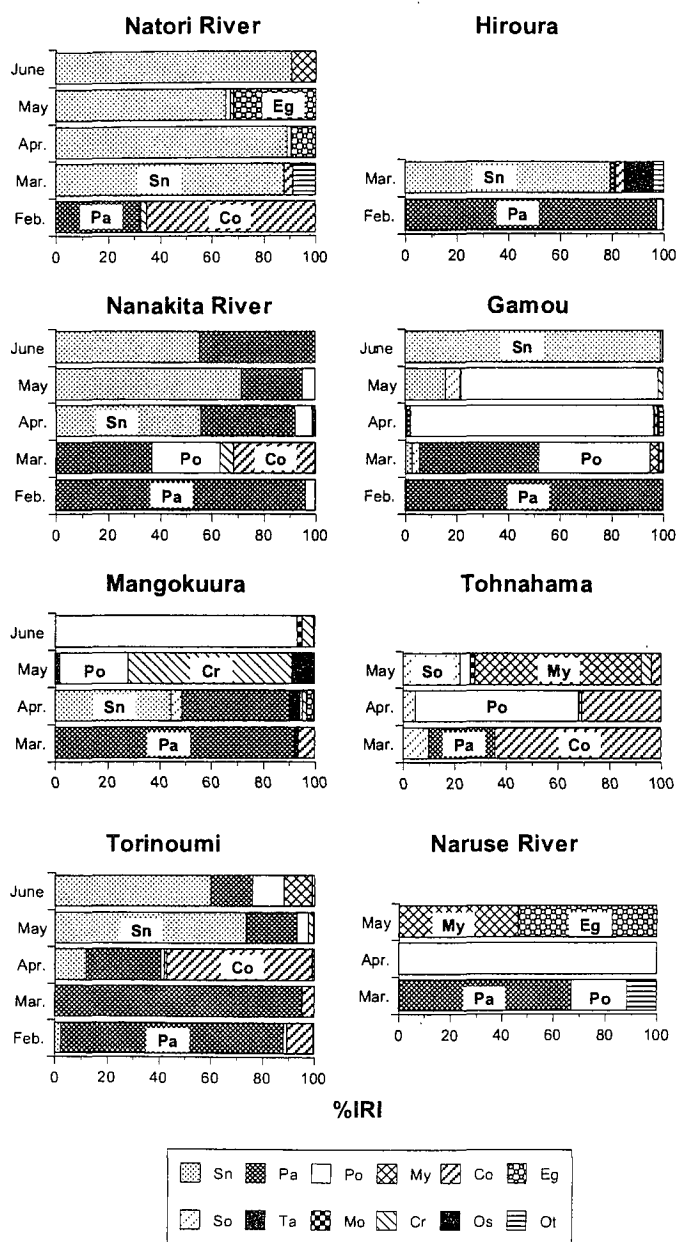 Natori River
June
May
Eg
Apr.
Mar.
Sn
Feb.
Pa
Co
0 20 40 60 80 100
Hiroura
Mar.
Sn
Feb.
Pa
0 20 40 60 80 100
Nanakita River
June
May
Apr.
Sn
Mar.
Po
Co
Feb.
Pa
0 20 40 60 80 100
Gamou
June
Sn
May
Apr.
Mar.
Po
Feb.
Pa
0 20 40 60 80 100
Mangokuura
June
May
Po
Cr
Apr.
Sn
Mar.
Pa
0 20 40 60 80 100
Tohnahama
May
So
My
Apr.
Po
Mar.
Pa
Co
0 20 40 60 80 100
Torinoumi
June
May
Sn
Apr.
Co
Mar.
Feb.
Pa
0 20 40 60 80 100
Naruse River
May
My
Eg
Apr.
Mar.
Pa
Po
0 20 40 60 80 100
%IRI
Sn Pa Po My Co Eg
So Ta Mo Cr Os Ot